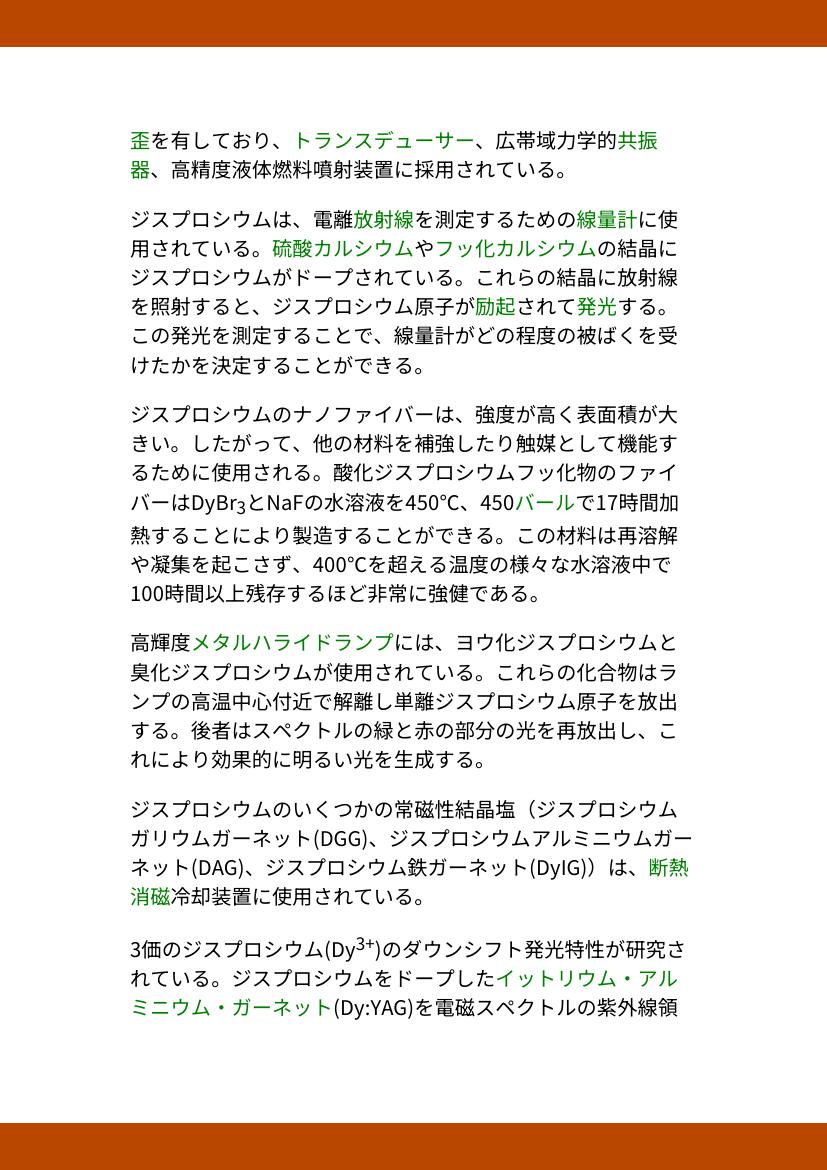 歪を有しており、トランスデューサー、広帯域力学的共振
器、高精度液体燃料噴射装置に採用されている。
ジスプロシウムは、電離放射線を測定するための線量計に使
用されている。硫酸カルシウムやフッ化カルシウムの結晶に
ジスプロシウムがドープされている。これらの結晶に放射線
を照射すると、ジスプロシウム原子が励起されて発光する。
この発光を測定することで、線量計がどの程度の被ばくを受
けたかを決定することができる。
ジスプロシウムのナノファイバーは、強度が高く表面積が大
きい。したがって、他の材料を補強したり触媒として機能す
るために使用される。酸化ジスプロシウムフッ化物のファイ
バーはDyBr3とNaFの水溶液を450℃、450バールで17時間加
熱することにより製造することができる。この材料は再溶解
や凝集を起こさず、400℃を超える温度の様々な水溶液中で
100時間以上残存するほど非常に強健である。
高輝度メタルハライドランプには、ヨウ化ジスプロシウムと
臭化ジスプロシウムが使用されている。これらの化合物はラ
ンプの高温中心付近で解離し単離ジスプロシウム原子を放出
する。後者はスペクトルの緑と赤の部分の光を再放出し、こ
れにより効果的に明るい光を生成する。
ジスプロシウムのいくつかの常磁性結晶塩（ジスプロシウム
ガリウムガーネット(DGG)、ジスプロシウムアルミニウムガー
ネット(DAG)、ジスプロシウム鉄ガーネット(DyIG)）は、断熱
消磁冷却装置に使用されている。
3価のジスプロシウム(Dy3+)のダウンシフト発光特性が研究さ
れている。ジスプロシウムをドープしたイットリウム・アル
ミニウム・ガーネット(Dy:YAG)を電磁スペクトルの紫外線領